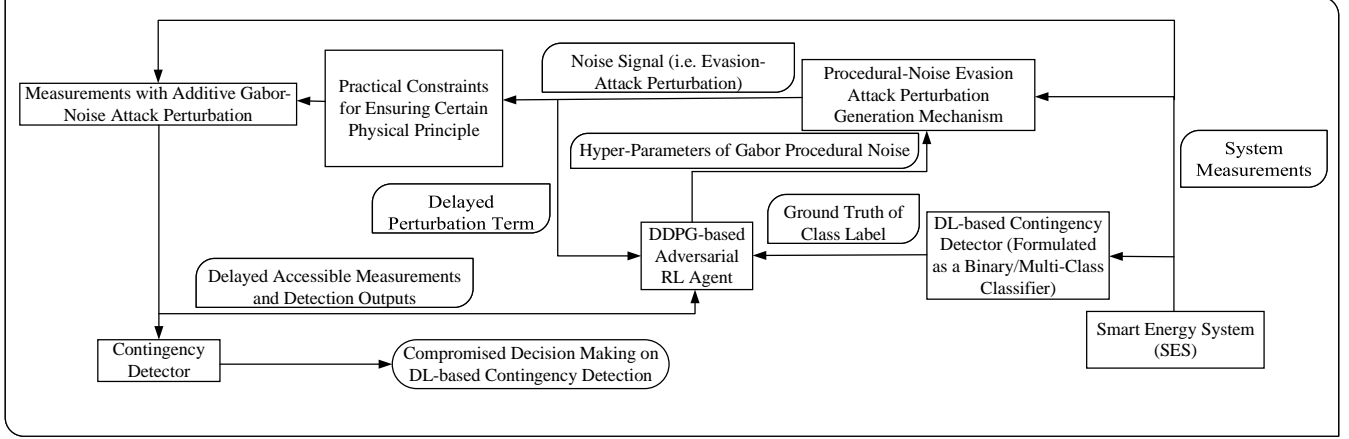 Noise Signal (i.e. Evasion-
Attack Perturbation)
Procedural-Noise Evasion
Attack Perturbation
Generation Mechanism
Practical Constraints
for Ensuring Certain
Physical Principle
Measurements with Additive Gabor-
Noise Attack Perturbation
Hyper-Parameters of Gabor Procedural Noise
System
Measurements
Delayed
Perturbation Term
Ground Truth of
Class Label
DL-based Contingency
Detector (Formulated
as a Binary/Multi-Class
Classifier)
DDPG-based
Adversarial
RL Agent
Delayed Accessible Measurements
and Detection Outputs
Smart Energy System
(SES)
Contingency
Detector
Compromised Decision Making on
DL-based Contingency Detection